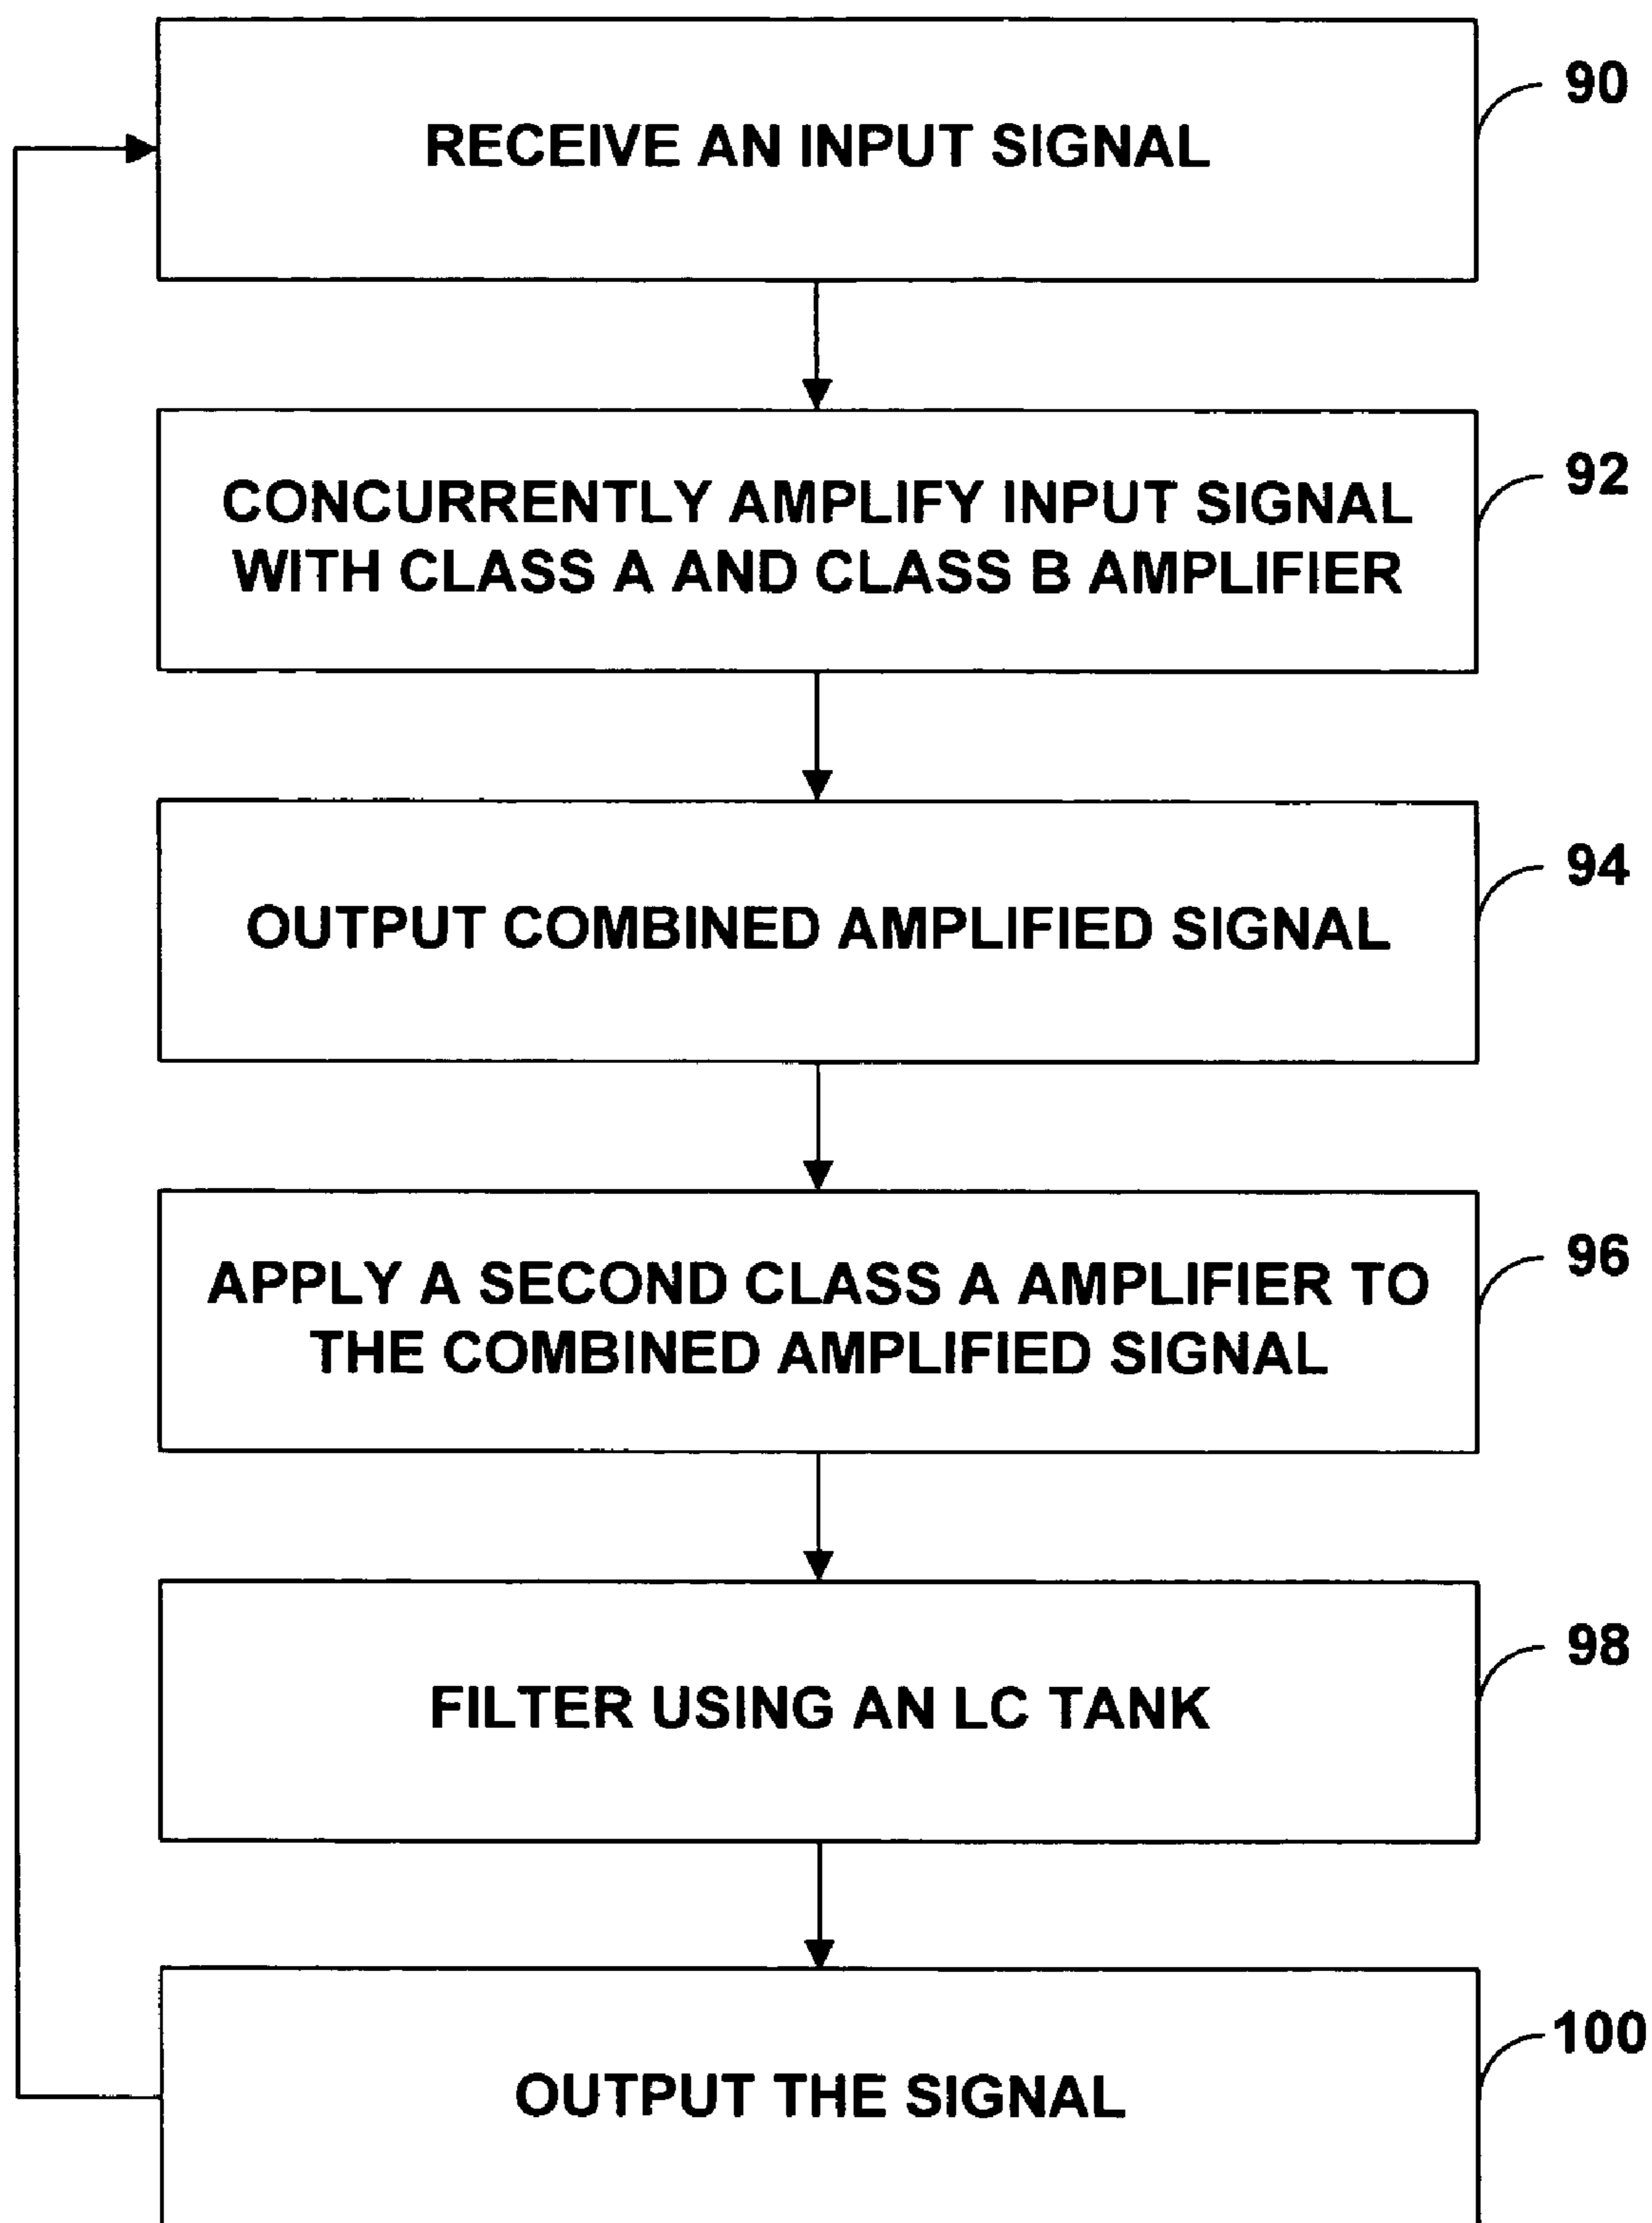 RECEIVE AN INPUT SIGNAL
90
CONCURRENTLY AMPLIFY INPUT SIGNAL
WITH CLASS A AND CLASS B AMPLIFIER
92
OUTPUT COMBINED AMPLIFIED SIGNAL
94
APPLY A SECOND CLASS A AMPLIFIER TO
THE COMBINED AMPLIFIED SIGNAL
96
FILTER USING AN LC TANK
98
OUTPUT THE SIGNAL
100